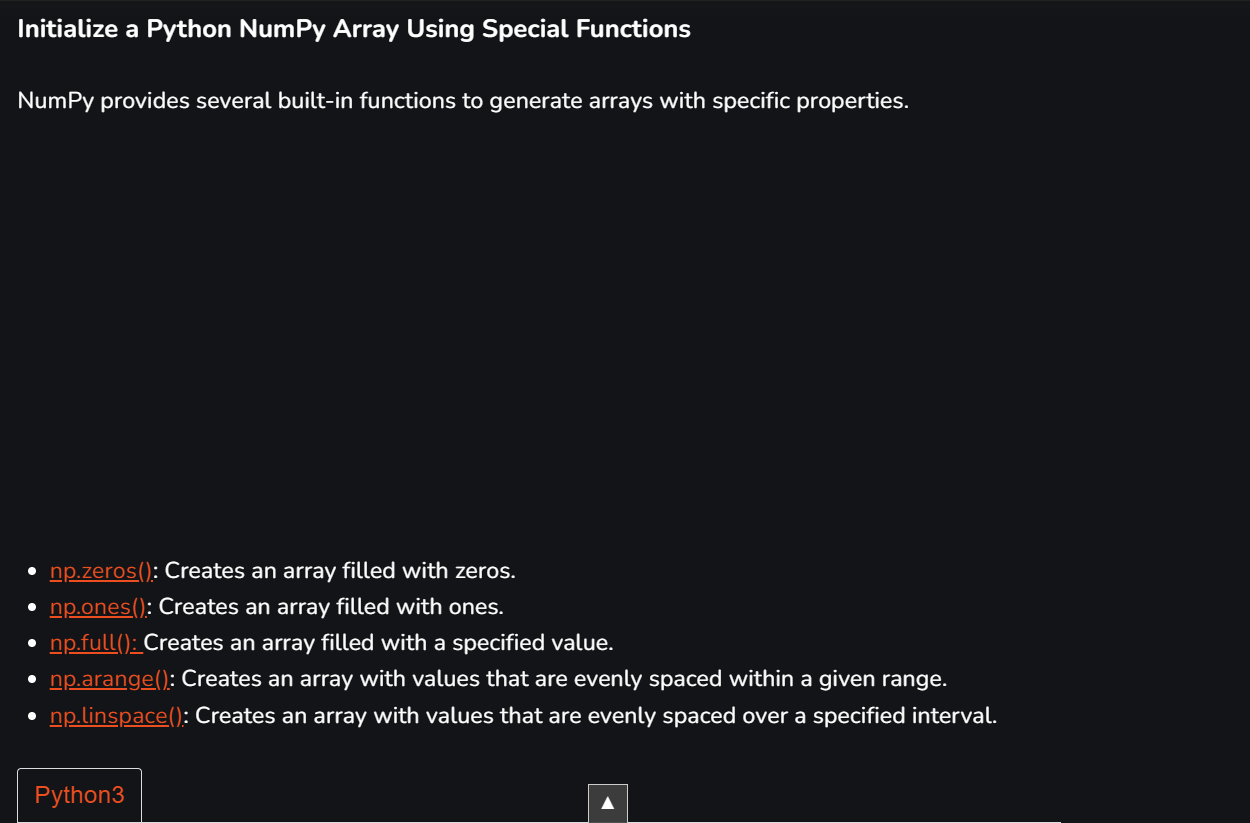 Initialize a Python NumPy Array Using Special Functions
NumPy provides several built-in functions to generate arrays with specific properties.
• np.zeros(): Creates an array filled with zeros.
• np.ones(): Creates an array filled with ones.
• np.full(): Creates an array filled with a specified value.
• np.arange(): Creates an array with values that are evenly spaced within a given range.
• np.linspace(): Creates an array with values that are evenly spaced over a specified interval.
Python3